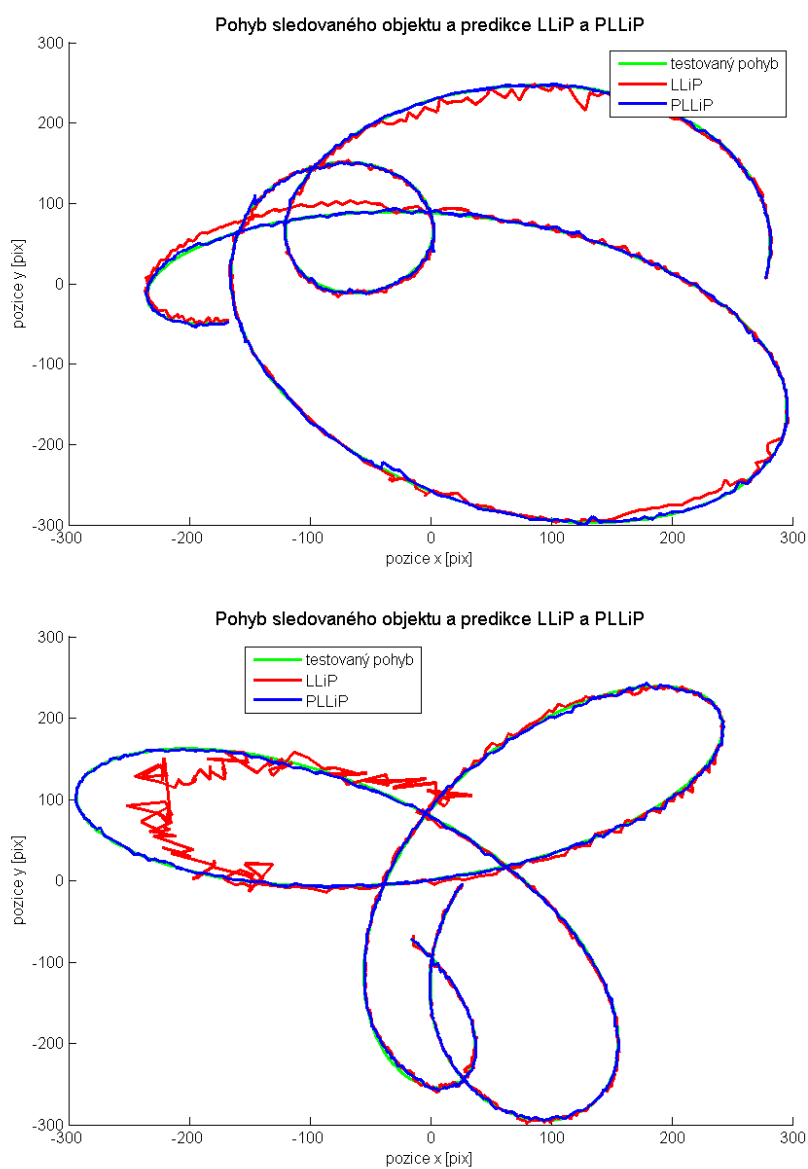 Pohyb sledovaného objektu a predikce LLiP a PLLiP
300
200
100
0
-100
-200
-300
pozice y [pix]
testovaný pohyb
LLiP
PLLiP
-300 -200 -100 0 100 200 300
pozice x [pix]
Pohyb sledovaného objektu a predikce LLiP a PLLiP
300
200
100
0
-100
-200
-300
pozice y [pix]
testovaný pohyb
LLiP
PLLiP
-300 -200 -100 0 100 200 300
pozice x [pix]